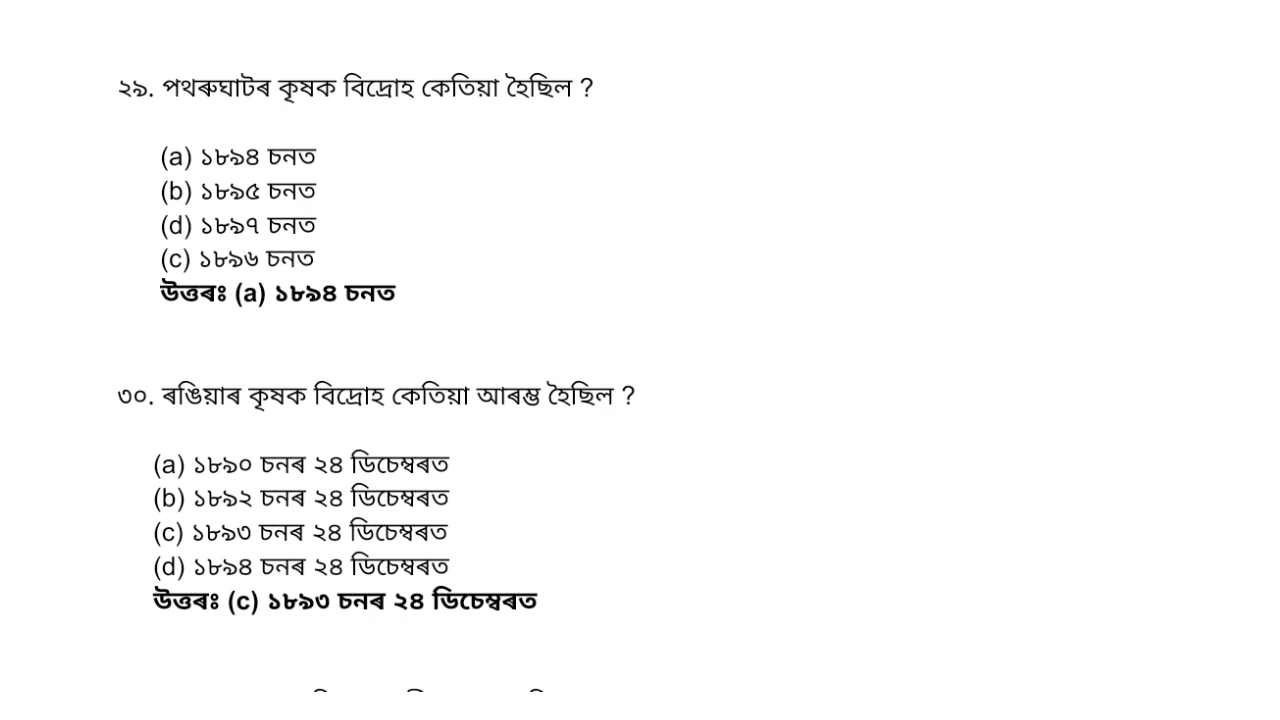 ২৯. পথৰুঘাটৰ কৃষক বিদ্ৰোহ কেতিয়া হৈছিল ?
(a) ১৮৯৪ চনত
(b) ১৮৯৫ চনত
(d) ১৮৯৭ চনত
(c) ১৮৯৬ চনত
উত্তৰঃ (a) ১৮৯৪ চনত
৩০. ৰঙিয়াৰ কৃষক বিদ্ৰোহ কেতিয়া আৰম্ভ হৈছিল ?
(a) ১৮৯০ চনৰ ২৪ ডিচেম্বৰত
(b) ১৮৯২ চনৰ ২৪ ডিচেম্বৰত
(c) ১৮৯৩ চনৰ ২৪ ডিচেম্বৰত
(d) ১৮৯৪ চনৰ ২৪ ডিচেম্বৰত
উত্তৰঃ (c) ১৮৯৩ চনৰ ২৪ ডিচেম্বৰত